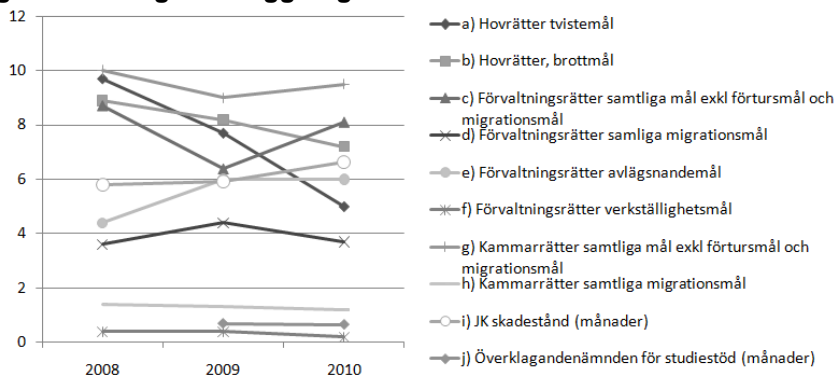 12
10
8
6
4
2
0
2008 2009 2010
a) Hovrätter tvistemål
b) Hovrätter, brottmål
c) Förvaltningsrätter samtliga mål exkl förtursmål och
migrationsmål
d) Förvaltningsrätter samliga migrationsmål
e) Förvaltningsrätter avlägsnandemål
f) Förvaltningsrätter verkställighetsmål
g) Kammarrätter samtliga mål exkl förtursmål och
migrationsmål
h) Kammarrätter samtliga migrationsmål
i) JK skadestånd (månader)
j) Överklagandenämnden för studiestöd (månader)